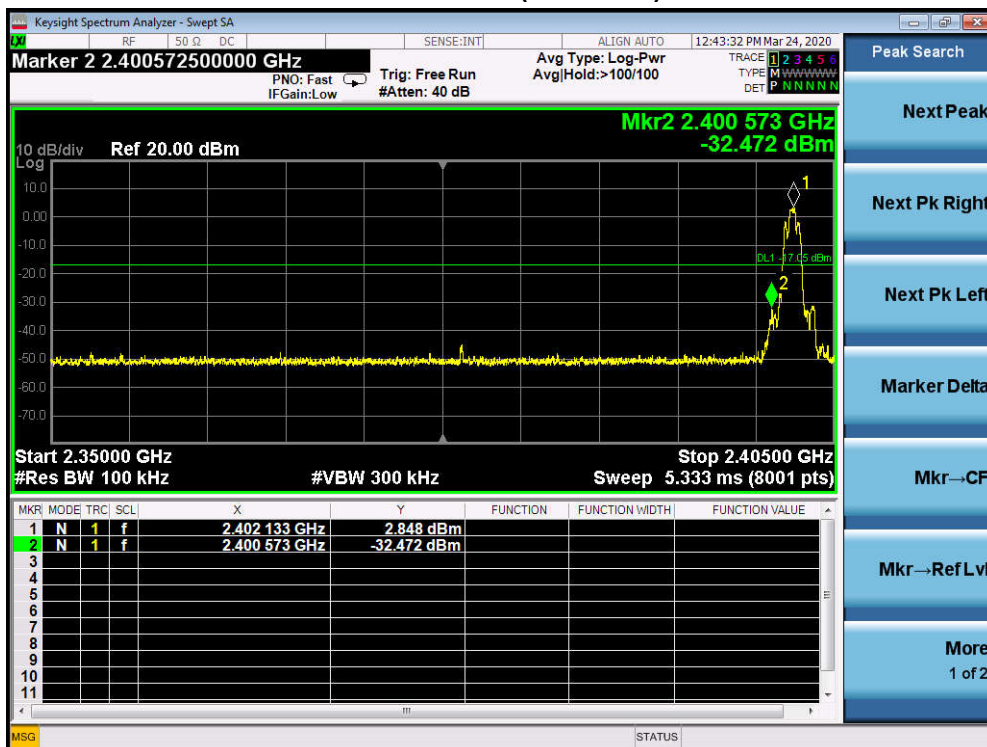 Keysight Spectrum Analyzer - Swept SA
LXI RF 50 Ω DC SENSE:INT ALIGN AUTO 12:43:32 PM Mar 24, 2020
Marker 2 2.400572500000 GHz
PNO: Fast
IFGain:Low
Trig: Free Run
#Atten: 40 dB
Avg Type: Log-Pwr
Avg|Hold:>100/100
TRACE 1 2 3 4 5 6
TYPE M WWWWW
DET P N N N N N
Peak Search
Mkr2 2.400 573 GHz
-32.472 dBm
10 dB/div Ref 20.00 dBm
Log
10.0
0.00
-10.0
-20.0
-30.0
-40.0
-50.0
-60.0
-70.0
1
DL1 -17.05 dBm
2
Start 2.35000 GHz Stop 2.40500 GHz
#Res BW 100 kHz #VBW 300 kHz Sweep 5.333 ms (8001 pts)
MKR MODE TRC SCL X Y FUNCTION FUNCTION WIDTH FUNCTION VALUE
1 N 1 f 2.402 133 GHz 2.848 dBm
2 N 1 f 2.400 573 GHz -32.472 dBm
3
4
5
6
7
8
9
10
11
Next Peak
Next Pk Right
Next Pk Left
Marker Delta
Mkr→CF
Mkr→Ref Lvl
More
1 of 2
MSG STATUS